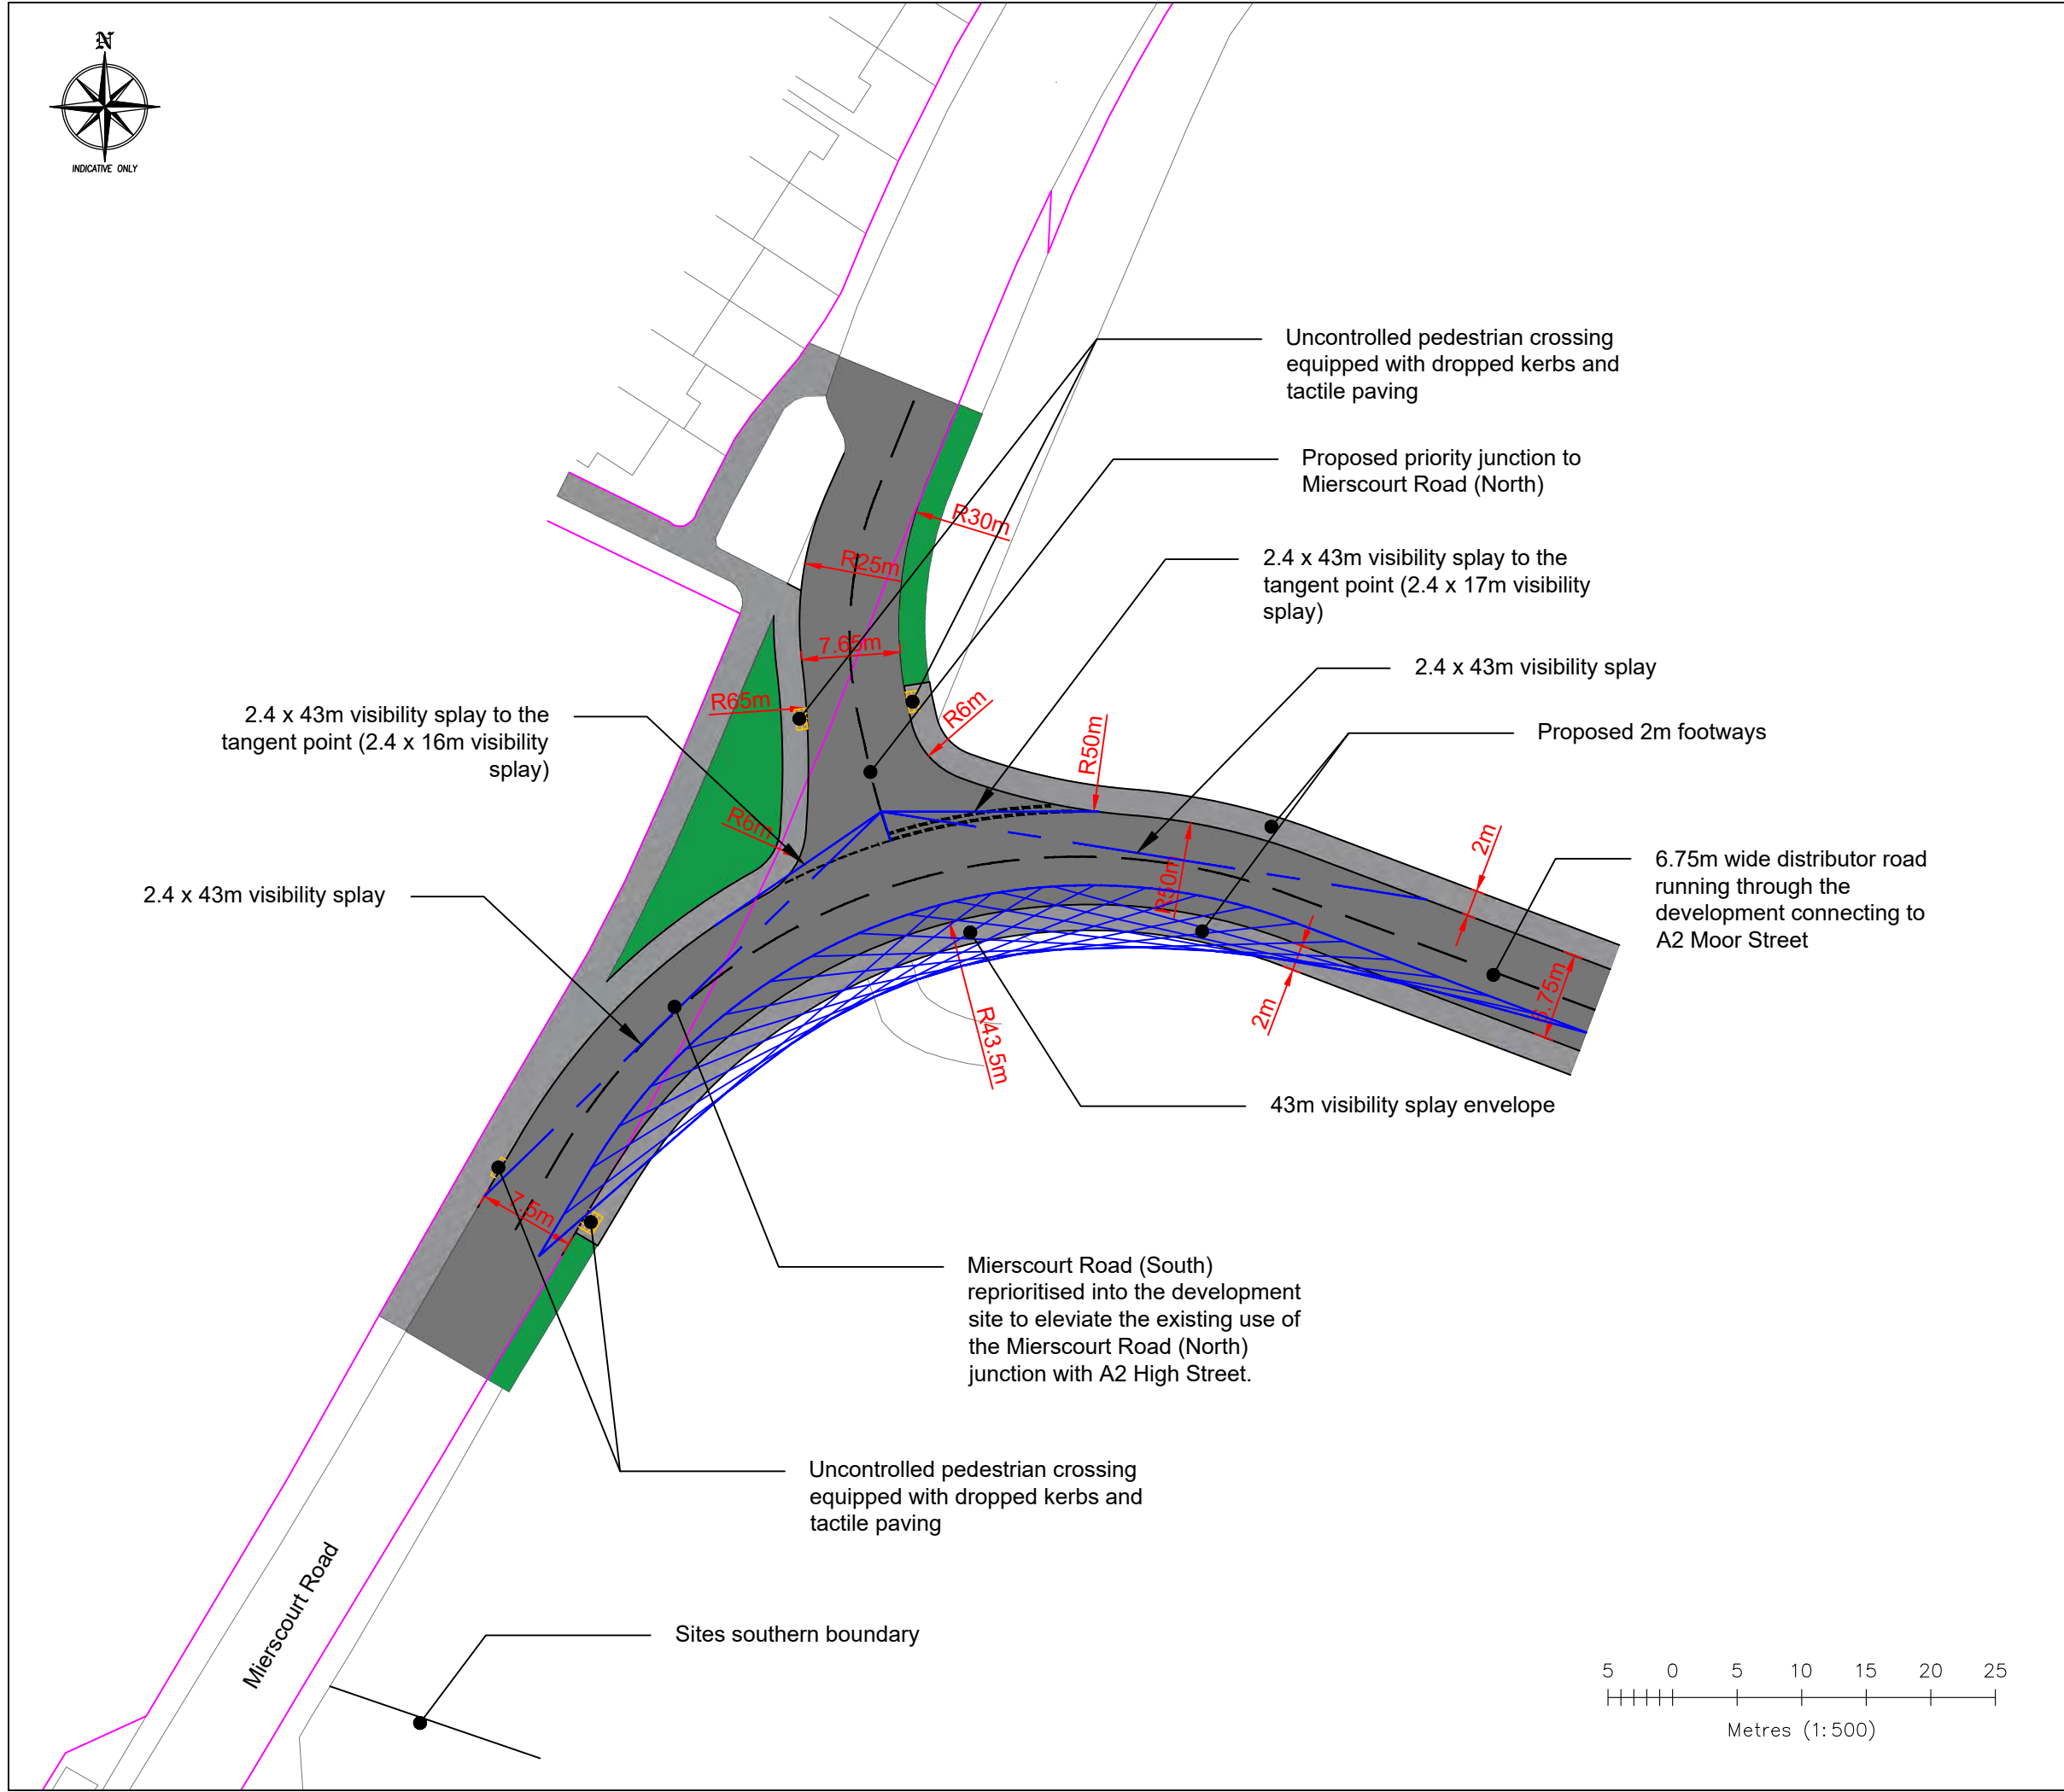 N
INDICATIVE ONLY
Uncontrolled pedestrian crossing
equipped with dropped kerbs and
tactile paving
Proposed priority junction to
Mierscourt Road (North)
R30m
R25m
2.4 x 43m visibility splay to the
tangent point (2.4 x 17m visibility
splay)
7.65m
2.4 x 43m visibility splay
R65m
R6m
2.4 x 43m visibility splay to the
tangent point (2.4 x 16m visibility
splay)
R50m
Proposed 2m footways
R6m
2m
R50m
6.75m wide distributor road
running through the
development connecting to
A2 Moor Street
2.4 x 43m visibility splay
6.75m
2m
R43.5m
43m visibility splay envelope
7.5m
Mierscourt Road (South)
reprioritised into the development
site to eleviate the existing use of
the Mierscourt Road (North)
junction with A2 High Street.
Uncontrolled pedestrian crossing
equipped with dropped kerbs and
tactile paving
Mierscourt Road
Sites southern boundary
5 0 5 10 15 20 25
Metres (1:500)